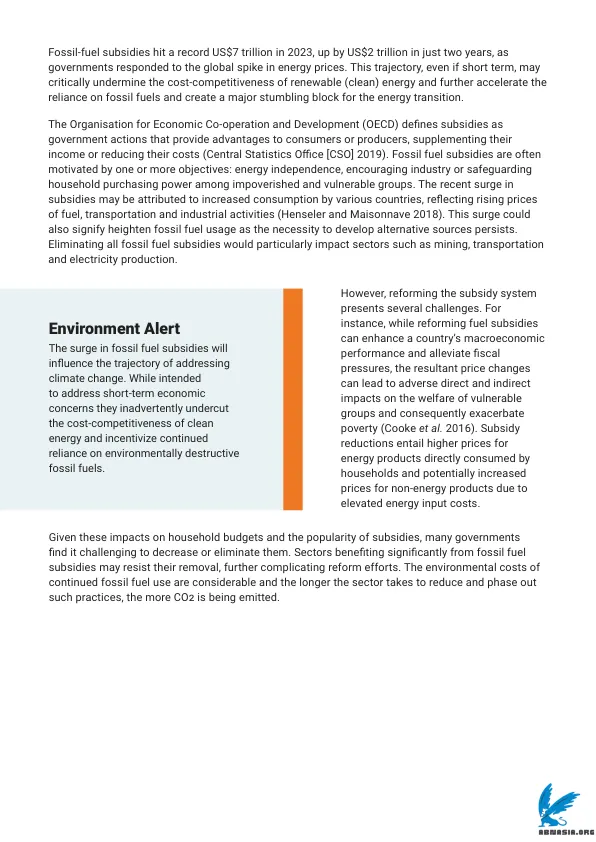 Fossil-fuel subsidies hit a record US$7 trillion in 2023, up by US$2 trillion in just two years, as
governments responded to the global spike in energy prices. This trajectory, even if short term, may
critically undermine the cost-competitiveness of renewable (clean) energy and further accelerate the
reliance on fossil fuels and create a major stumbling block for the energy transition.
The Organisation for Economic Co-operation and Development (OECD) defines subsidies as
government actions that provide advantages to consumers or producers, supplementing their
income or reducing their costs (Central Statistics Office [CSO] 2019). Fossil fuel subsidies are often
motivated by one or more objectives: energy independence, encouraging industry or safeguarding
household purchasing power among impoverished and vulnerable groups. The recent surge in
subsidies may be attributed to increased consumption by various countries, reflecting rising prices
of fuel, transportation and industrial activities (Henseler and Maisonnave 2018). This surge could
also signify heighten fossil fuel usage as the necessity to develop alternative sources persists.
Eliminating all fossil fuel subsidies would particularly impact sectors such as mining, transportation
and electricity production.
Environment Alert
The surge in fossil fuel subsidies will
influence the trajectory of addressing
climate change. While intended
to address short-term economic
concerns they inadvertently undercut
the cost-competitiveness of clean
energy and incentivize continued
reliance on environmentally destructive
fossil fuels.
However, reforming the subsidy system
presents several challenges. For
instance, while reforming fuel subsidies
can enhance a country's macroeconomic
performance and alleviate fiscal
pressures, the resultant price changes
can lead to adverse direct and indirect
impacts on the welfare of vulnerable
groups and consequently exacerbate
poverty (Cooke et al. 2016). Subsidy
reductions entail higher prices for
energy products directly consumed by
households and potentially increased
prices for non-energy products due to
elevated energy input costs.
Given these impacts on household budgets and the popularity of subsidies, many governments
find it challenging to decrease or eliminate them. Sectors benefiting significantly from fossil fuel
subsidies may resist their removal, further complicating reform efforts. The environmental costs of
continued fossil fuel use are considerable and the longer the sector takes to reduce and phase out
such practices, the more CO2 is being emitted.
ABNASIA.ORG